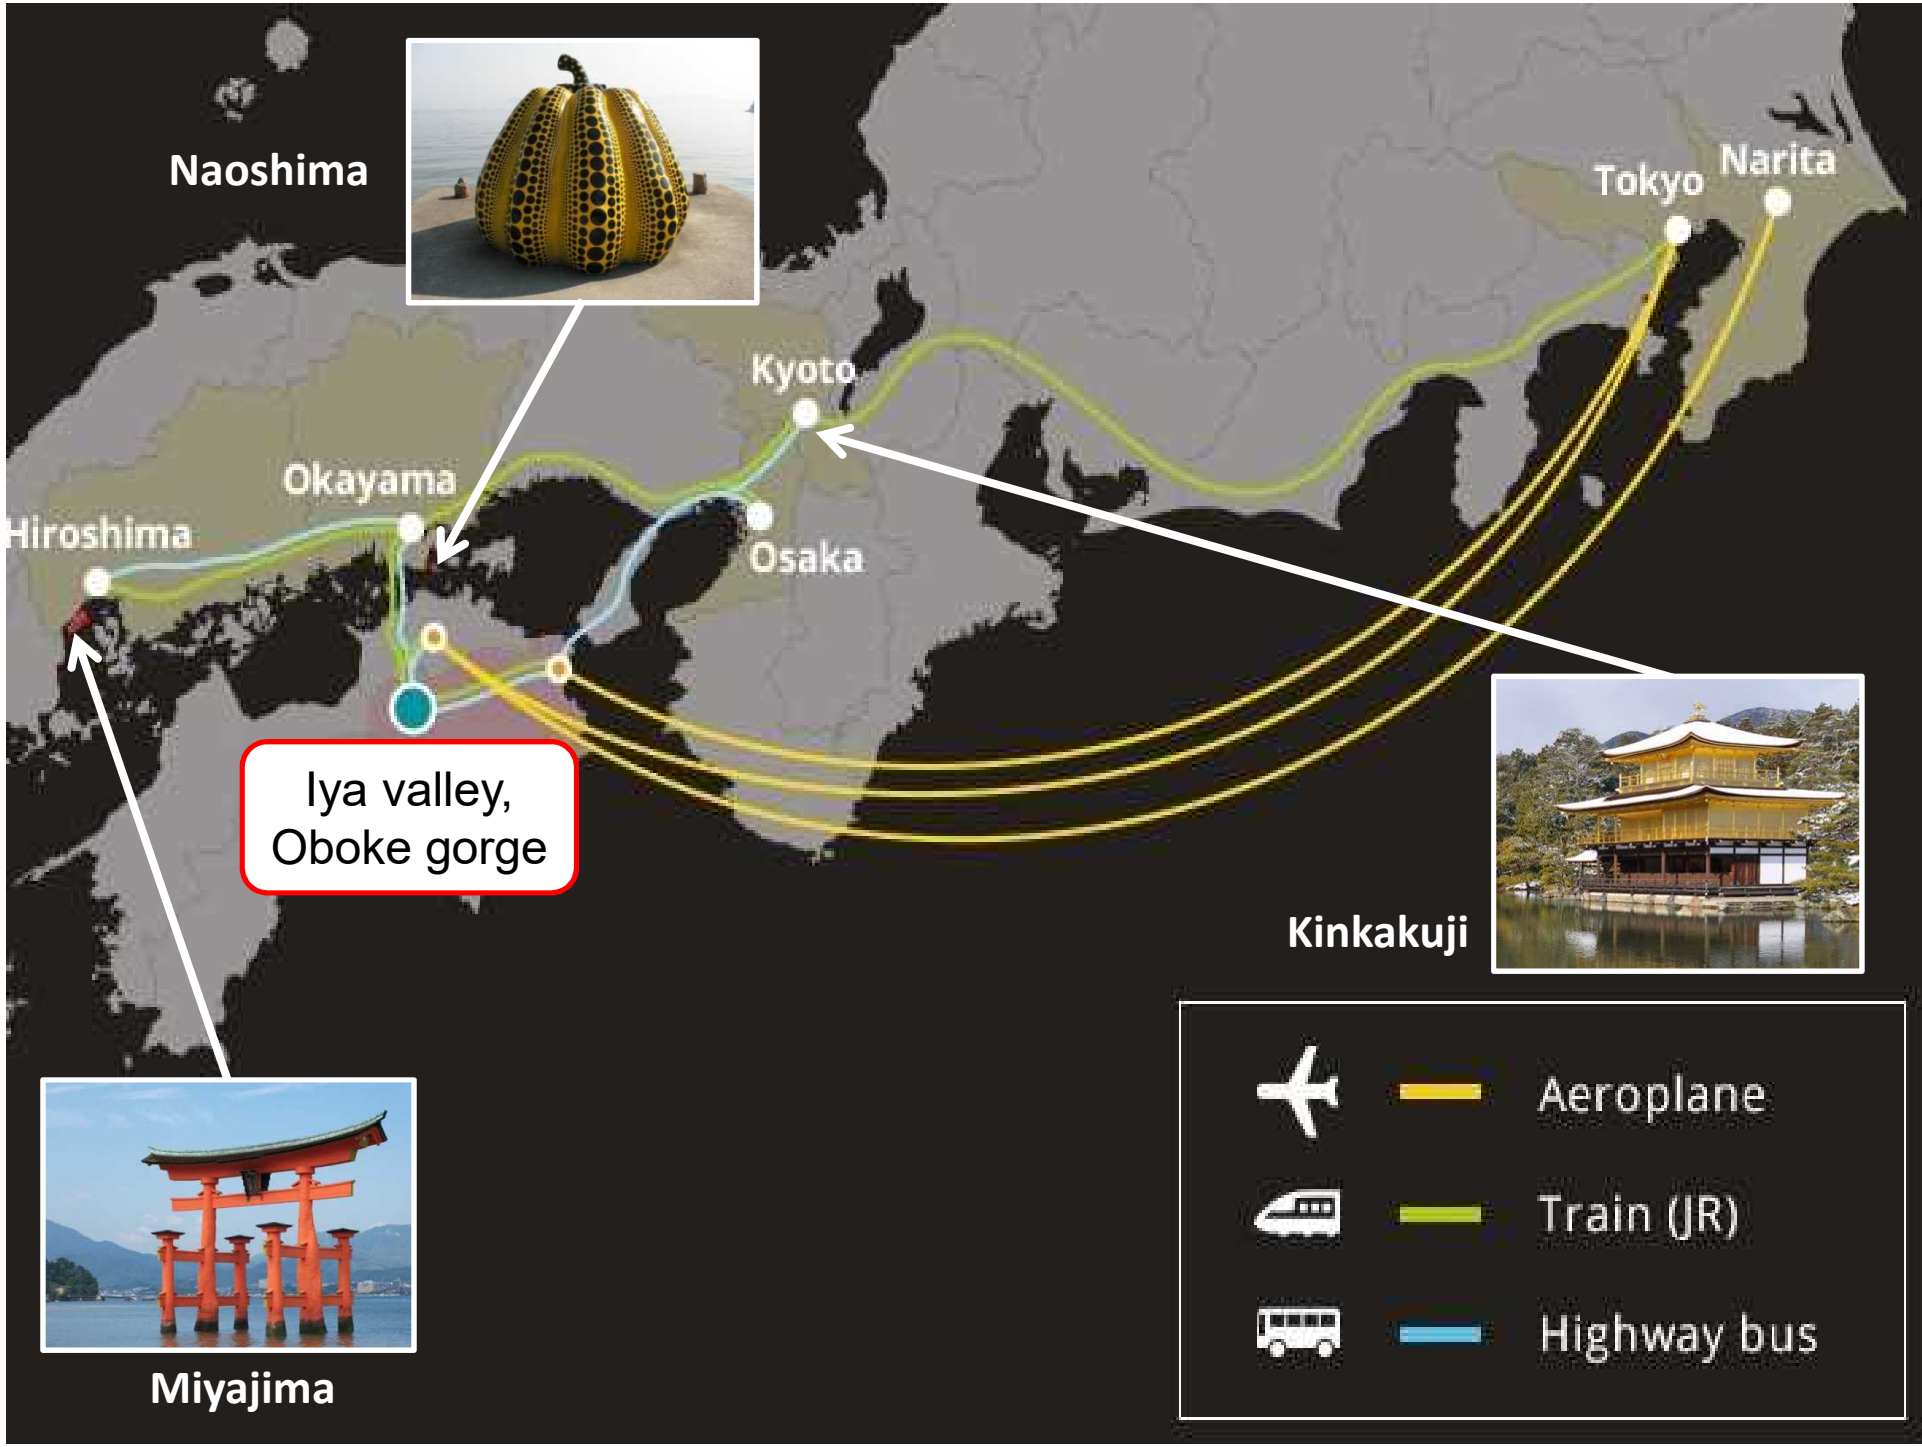 Naoshima
Tokyo
Narita
Kyoto
Okayama
Hiroshima
Osaka
Iya valley,
Oboke gorge
Kinkakuji
Miyajima
Aeroplane
Train (JR)
Highway bus